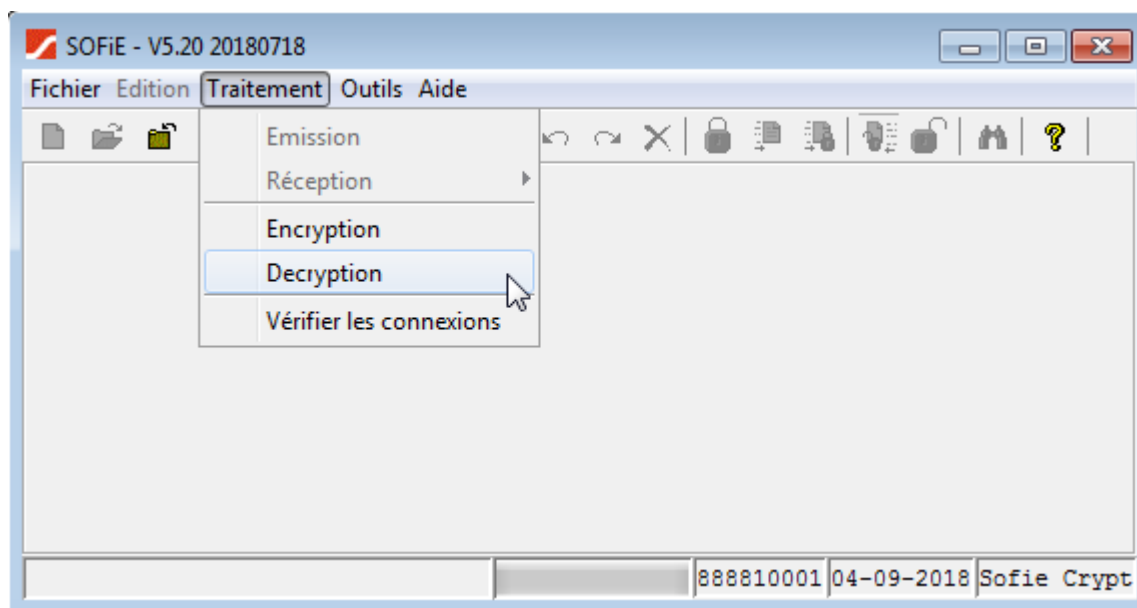 SOFiE - V5.20 20180718
Fichier Edition Traitement Outils Aide
Emission
Réception
Encryption
Decryption
Vérifier les connexions
888810001 04-09-2018 Sofie Crypt